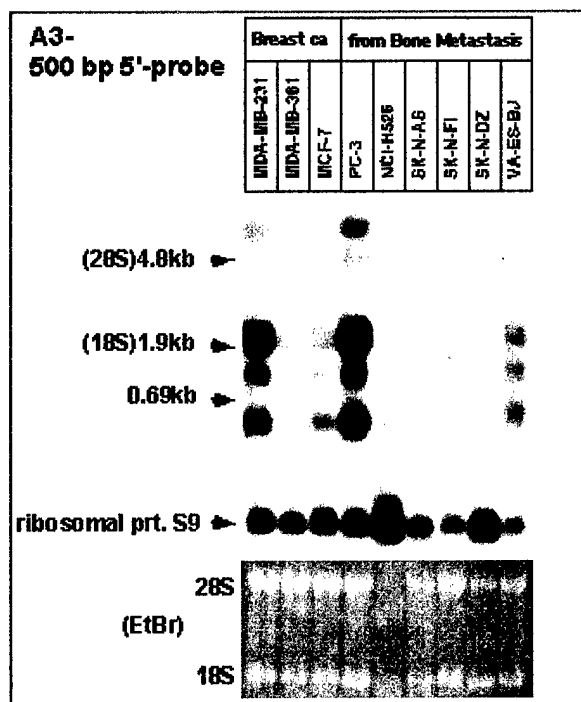 A3-
500 bp 5'-probe
Breast ca
from Bone Metastasis
MDA-MB-231
MDA-MB-361
MCF-7
PC-3
NCI-H526
SK-N-AS
SK-N-FI
SK-N-DZ
VA-ES-BJ
(28S)4.8kb
(18S)1.9kb
0.69kb
ribosomal prt. S9
28S
(EtBr)
18S